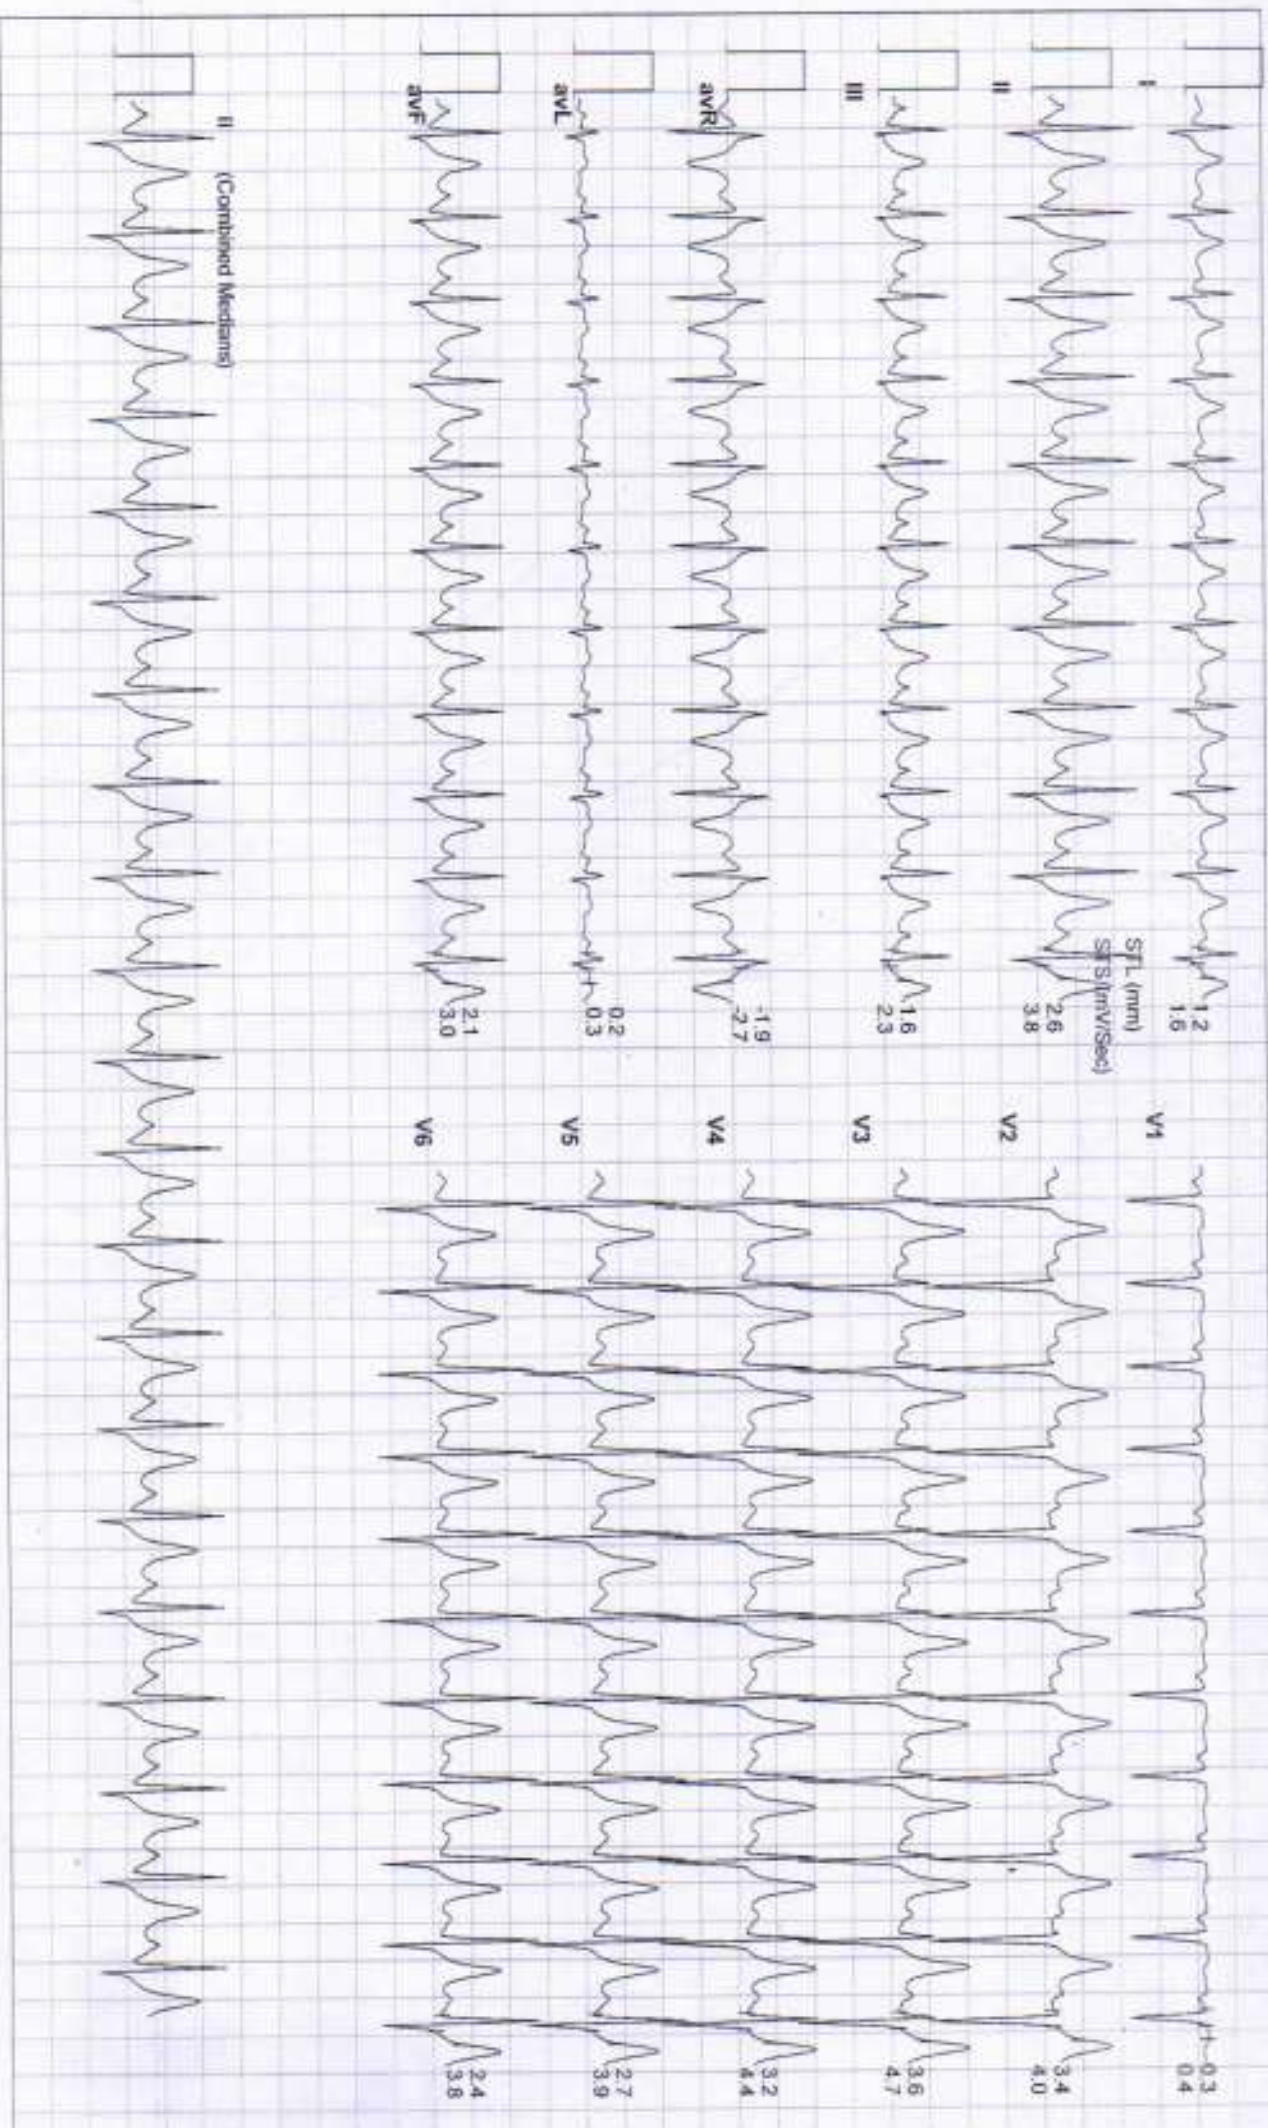 I
STL (mm)
STS (mV/Sec)
1.2
1.6
V1
0.3
0.4
II
2.6
3.8
V2
3.4
4.0
III
1.6
2.3
V3
3.6
4.7
avR
-1.9
-2.7
V4
3.2
4.4
avL
0.2
0.3
V5
2.7
3.9
avF
2.1
3.0
V6
2.4
3.8
II (Combined Medians)